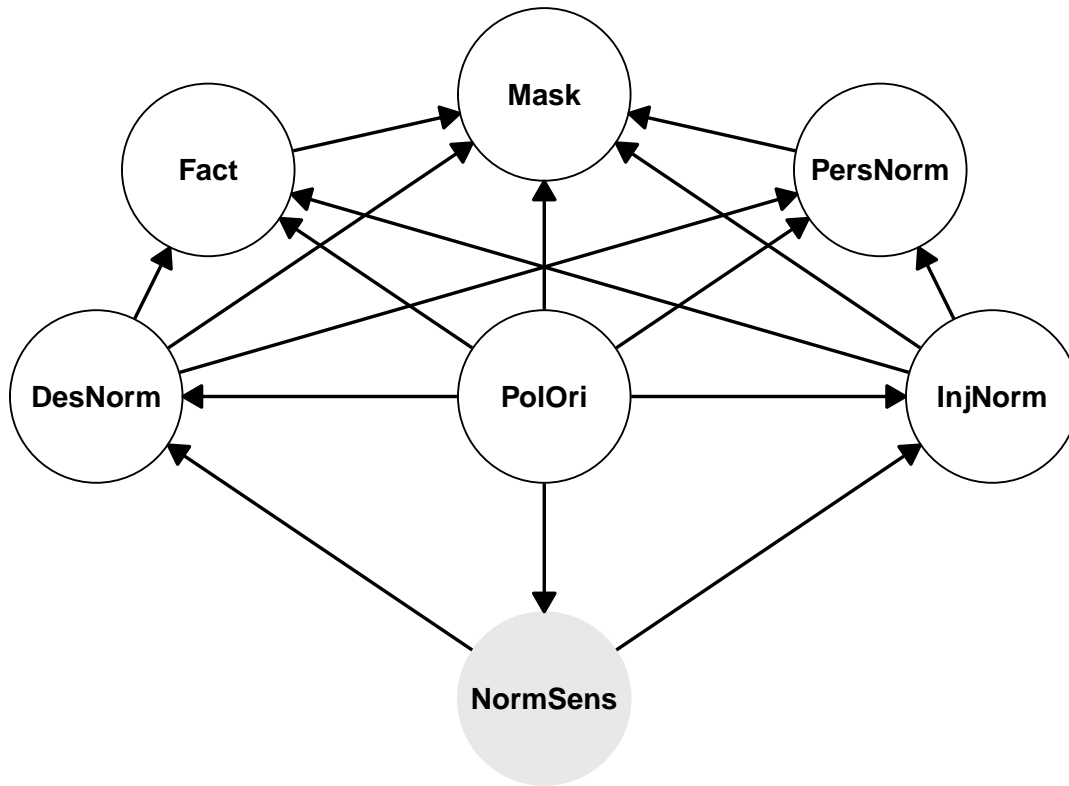 Mask
Fact
PersNorm
DesNorm
PolOri
InjNorm
NormSens